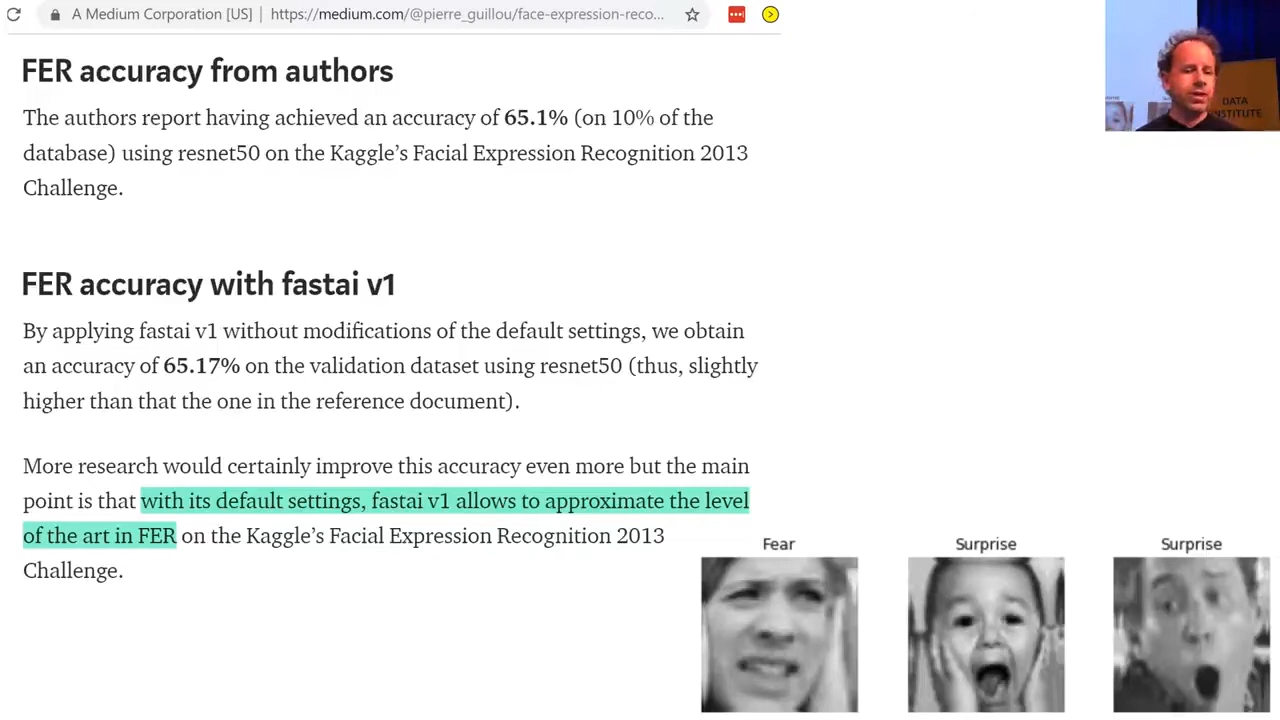 A Medium Corporation [US] | https://medium.com/@pierre_guillou/face-expression-reco...
FER accuracy from authors
The authors report having achieved an accuracy of 65.1% (on 10% of the
database) using resnet50 on the Kaggle's Facial Expression Recognition 2013
Challenge.
DATA
INSTITUTE
FER accuracy with fastai v1
By applying fastai v1 without modifications of the default settings, we obtain
an accuracy of 65.17% on the validation dataset using resnet50 (thus, slightly
higher than that the one in the reference document).
More research would certainly improve this accuracy even more but the main
point is that with its default settings, fastai v1 allows to approximate the level
of the art in FER on the Kaggle's Facial Expression Recognition 2013
Challenge.
Fear
Surprise
Surprise